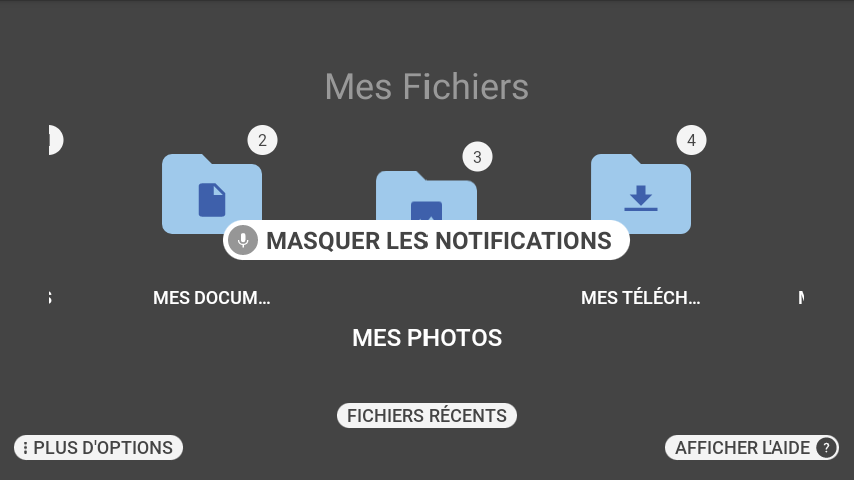 Mes Fichiers
2
3
4
MASQUER LES NOTIFICATIONS
MES DOCUM...
MES TÉLÉCH...
MES PHOTOS
FICHIERS RÉCENTS
PLUS D'OPTIONS
AFFICHER L'AIDE ?